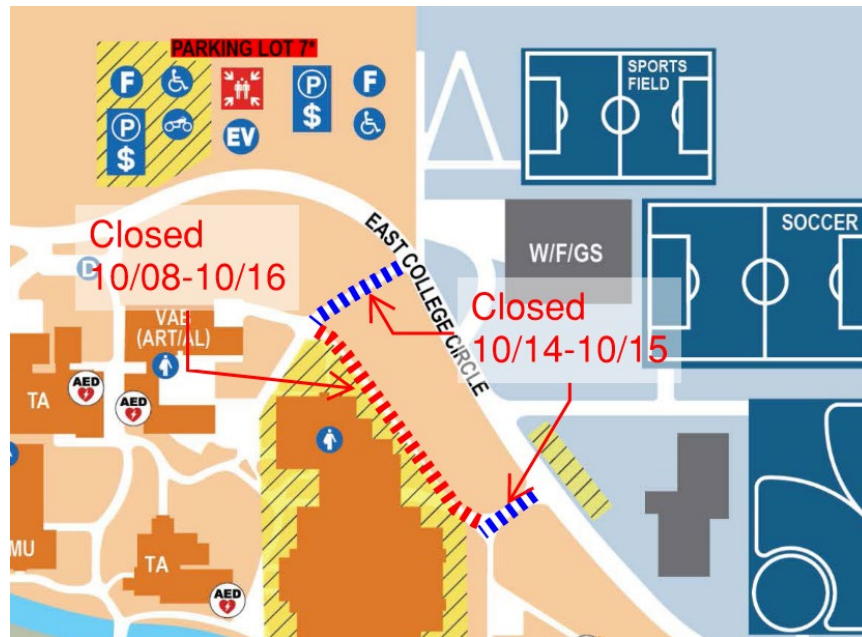 PARKING LOT 7*
F
P
$
P
$
F
EV
SPORTS
FIELD
EAST COLLEGE CIRCLE
Closed
10/08-10/16
D
W/F/GS
SOCCER
Closed
10/14-10/15
VAB
(ART/AL)
TA
AED
AED
MU
TA
AED